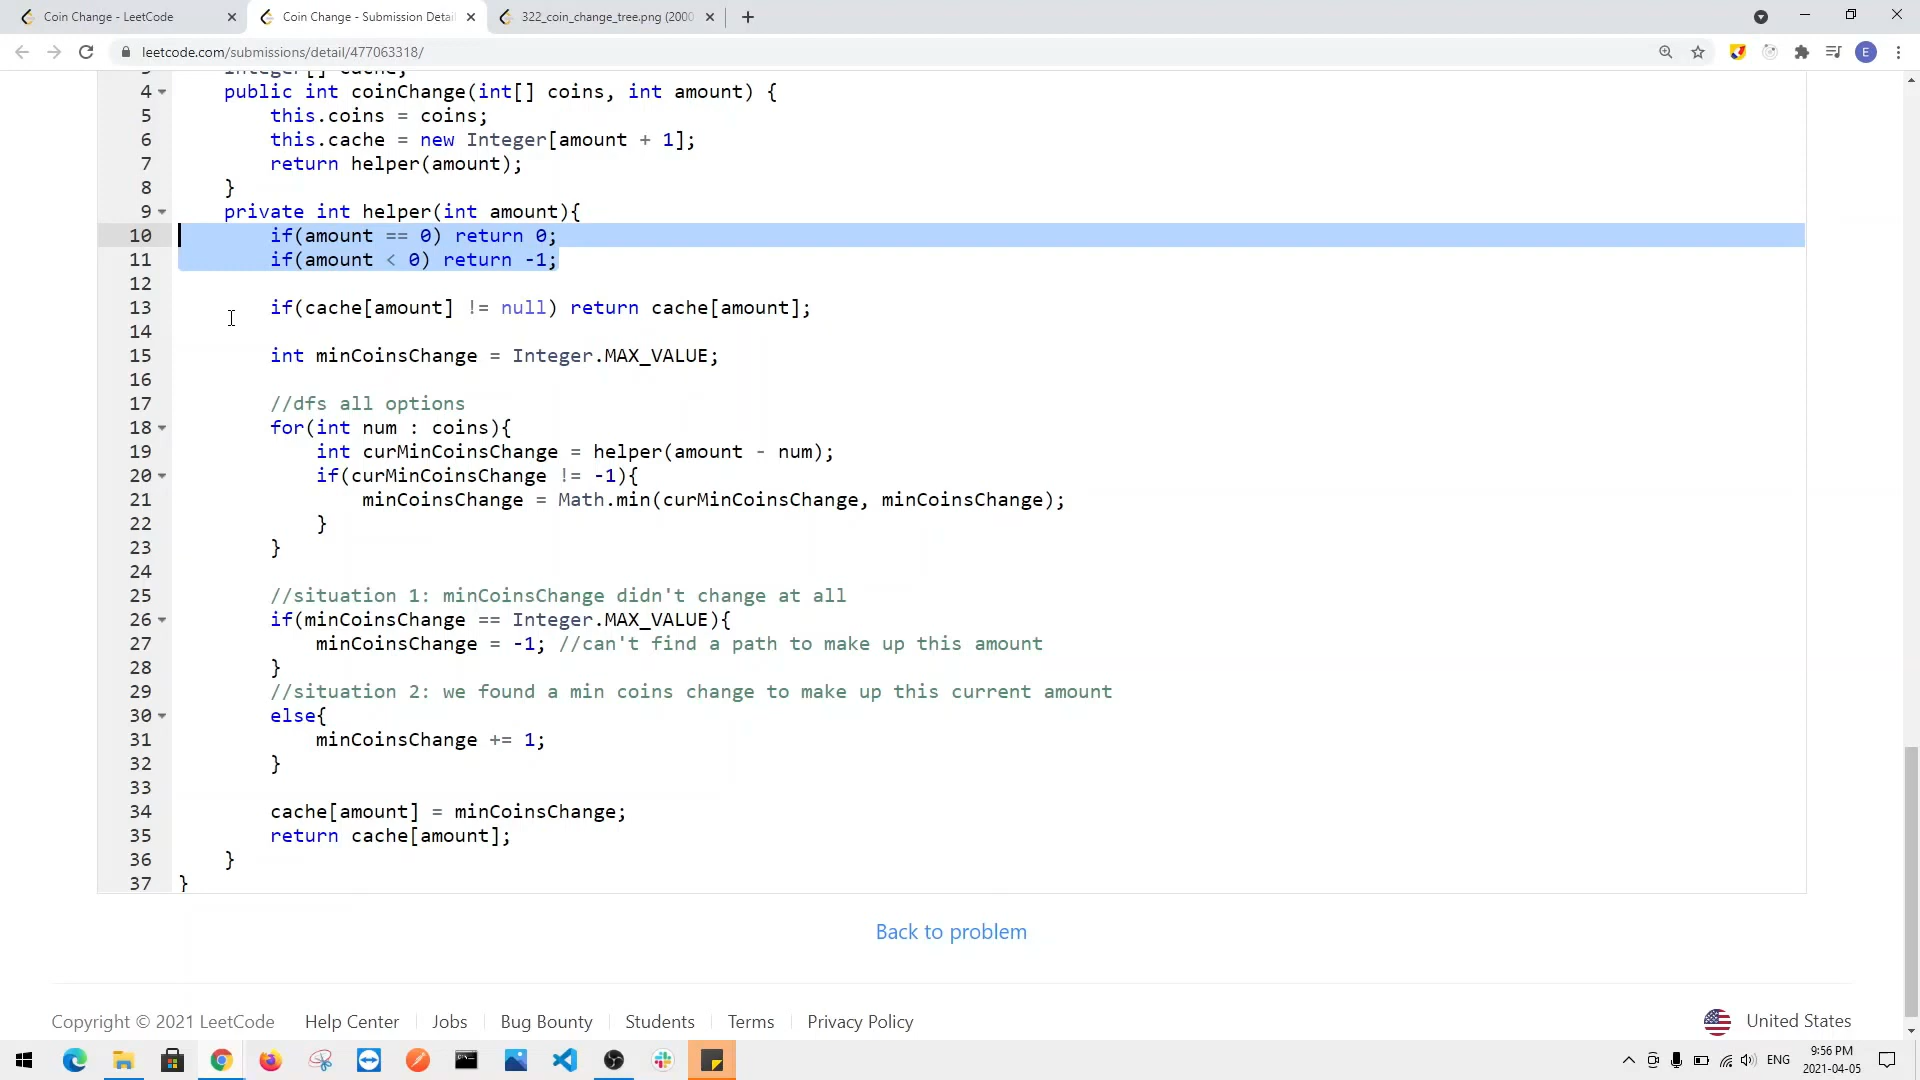 Coin Change - LeetCode
Coin Change - Submission Detai
322_coin_change_tree.png (2000
leetcode.com/submissions/detail/477063318/
E
3 Integer[] cache;
4 public int coinChange(int[] coins, int amount) {
5 this.coins = coins;
6 this.cache = new Integer[amount + 1];
7 return helper(amount);
8 }
9 private int helper(int amount){
10 if(amount == 0) return 0;
11 if(amount < 0) return -1;
12
13 if(cache[amount] != null) return cache[amount];
14
15 int minCoinsChange = Integer.MAX_VALUE;
16
17 //dfs all options
18 for(int num : coins){
19 int curMinCoinsChange = helper(amount - num);
20 if(curMinCoinsChange != -1){
21 minCoinsChange = Math.min(curMinCoinsChange, minCoinsChange);
22 }
23 }
24
25 //situation 1: minCoinsChange didn't change at all
26 if(minCoinsChange == Integer.MAX_VALUE){
27 minCoinsChange = -1; //can't find a path to make up this amount
28 }
29 //situation 2: we found a min coins change to make up this current amount
30 else{
31 minCoinsChange += 1;
32 }
33
34 cache[amount] = minCoinsChange;
35 return cache[amount];
36 }
37 }
Back to problem
Copyright © 2021 LeetCode Help Center Jobs Bug Bounty Students Terms Privacy Policy United States
ENG
9:56 PM
2021-04-05